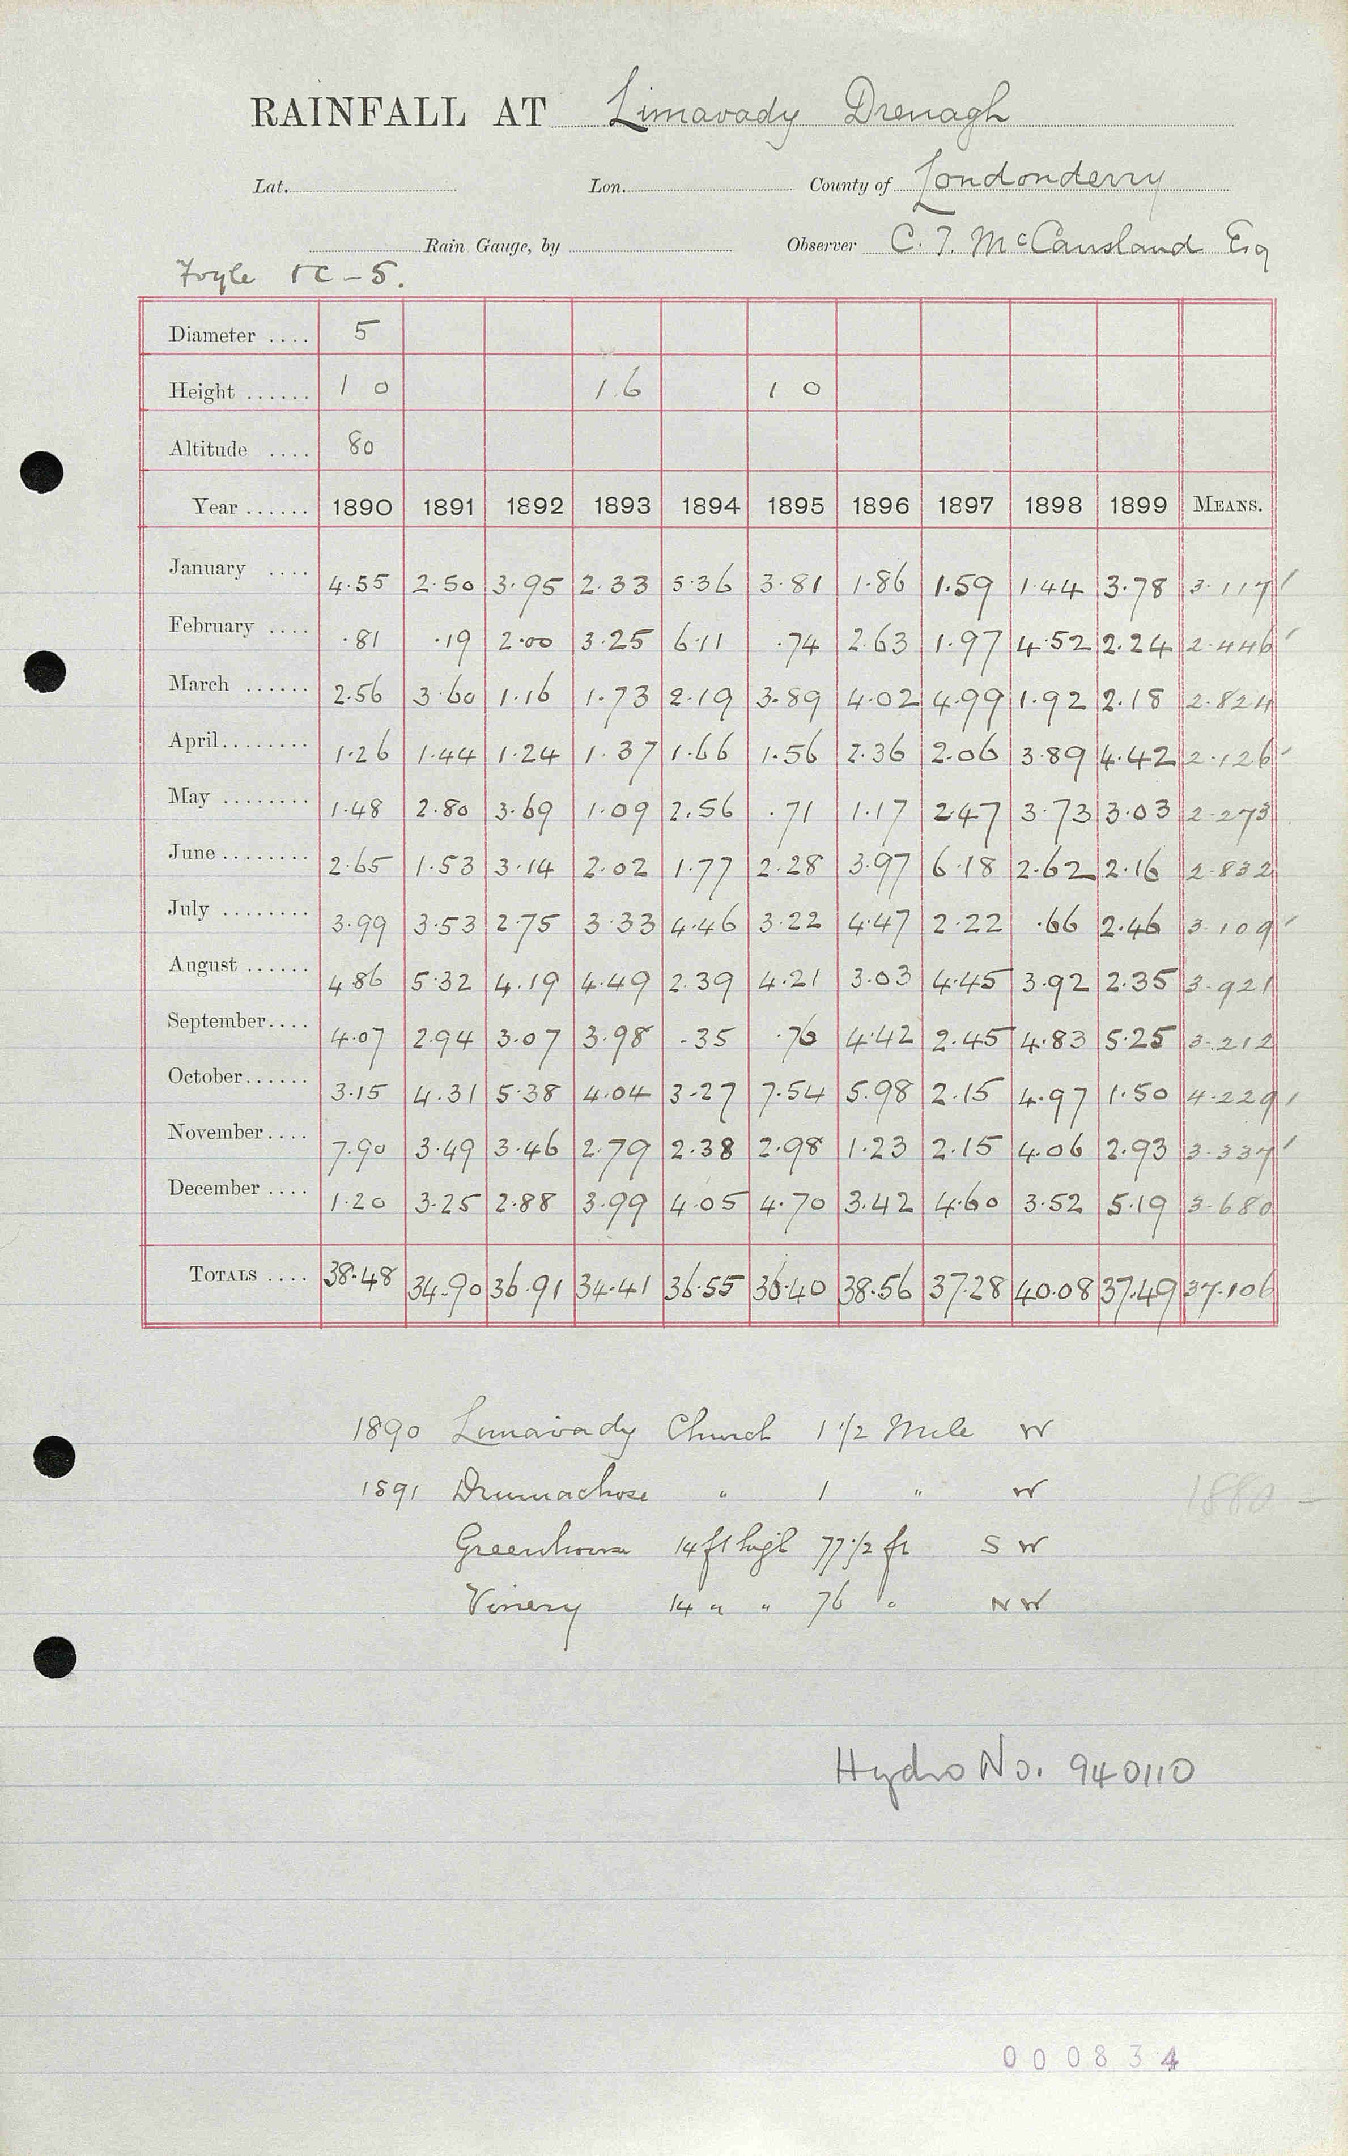 RAINFALL AT Limavady Drenagh
Lat. Lon. County of Londonderry
Rain Gauge, by Observer C. T. McCausland Esq
Foyle IC-5.
Diameter .... 5
Height ...... 1 0 1.6 1 0
Altitude .... 80
Year ...... 1890 1891 1892 1893 1894 1895 1896 1897 1898 1899 MEANS.
January .... 4.55 2.50 3.95 2.33 5.36 3.81 1.86 1.59 1.44 3.78 3.117
February .... .81 .19 2.00 3.25 6.11 .74 2.63 1.97 4.52 2.24 2.446
March ...... 2.56 3.60 1.16 1.73 2.19 3.89 4.02 4.99 1.92 2.18 2.824
April........ 1.26 1.44 1.24 1.37 1.66 1.56 2.36 2.06 3.89 4.42 2.126
May ........ 1.48 2.80 3.69 1.09 2.56 .71 1.17 2.47 3.73 3.03 2.273
June ........ 2.65 1.53 3.14 2.02 1.77 2.28 3.97 6.18 2.62 2.16 2.832
July ........ 3.99 3.53 2.75 3.33 4.46 3.22 4.47 2.22 .66 2.46 3.109
August ...... 4.86 5.32 4.19 4.49 2.39 4.21 3.03 4.45 3.92 2.35 3.921
September.... 4.07 2.94 3.07 3.98 .35 .76 4.42 2.45 4.83 5.25 3.212
October...... 3.15 4.31 5.38 4.04 3.27 7.54 5.98 2.15 4.97 1.50 4.229
November.... 7.90 3.49 3.46 2.79 2.38 2.98 1.23 2.15 4.06 2.93 3.337
December .... 1.20 3.25 2.88 3.99 4.05 4.70 3.42 4.60 3.52 5.19 3.680
TOTALS .... 38.48 34.90 36.91 34.41 36.55 36.40 38.56 37.28 40.08 37.49 37.106
1890 Limavady Church 1 1/2 Mile W
1891 Drumachose " 1 " W
1880 -
Greenhouse 14 ft high 77 1/2 ft S W
Vinery 14 " " 76 " N W
Hydro No. 940110
000834